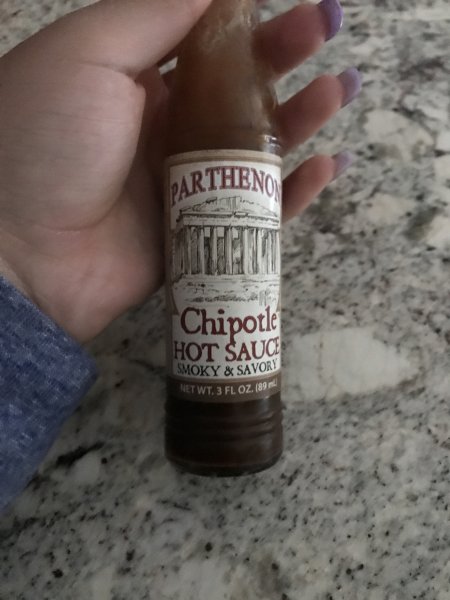 PARTHENON
Chipotle
HOT SAUCE
SMOKY & SAVORY
NET WT. 3 FL OZ. (89 mL)